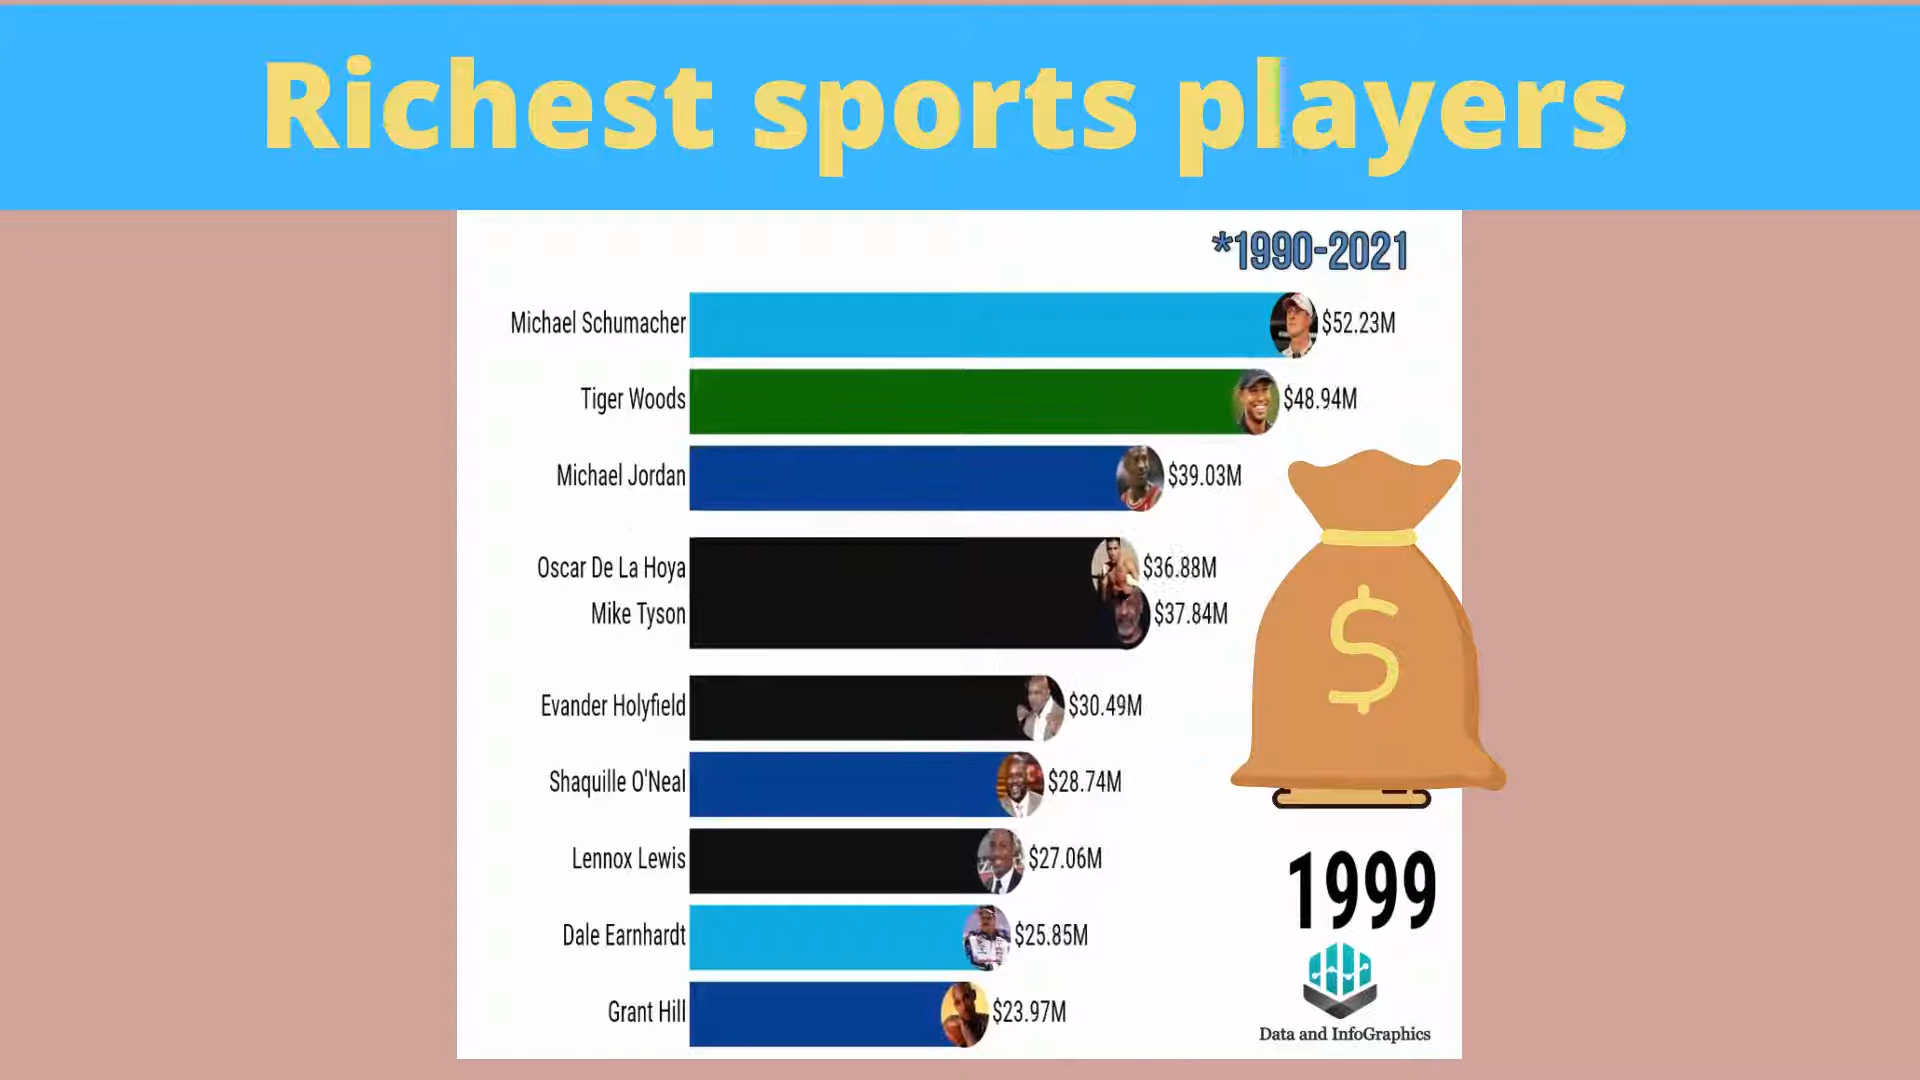 Richest sports players
*1990-2021
Michael Schumacher $52.23M
Tiger Woods $48.94M
Michael Jordan $39.03M
Oscar De La Hoya $36.88M
Mike Tyson $37.84M
Evander Holyfield $30.49M
Shaquille O'Neal $28.74M
Lennox Lewis $27.06M
Dale Earnhardt $25.85M
Grant Hill $23.97M
$
1999
Data and InfoGraphics